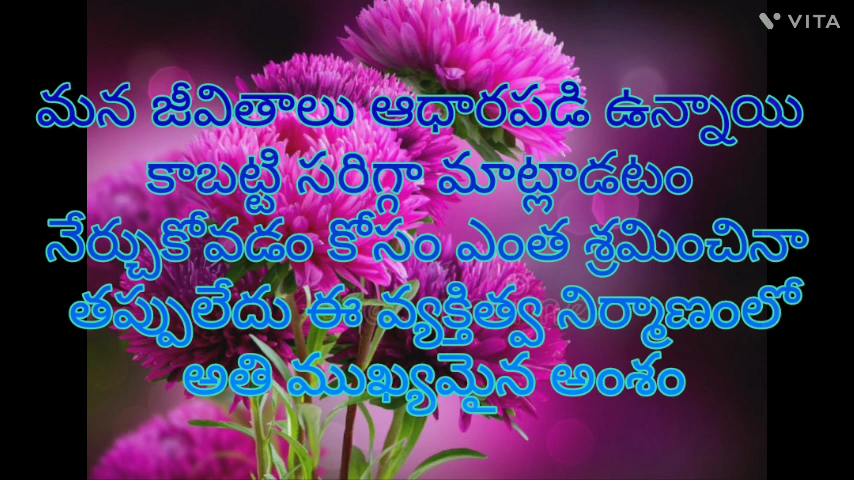 VITA
మన జీవితాలు ఆధారపడి ఉన్నాయి
కాబట్టి సరిగ్గా మాట్లాడటం
నేర్చుకోవడం కోసం ఎంత శ్రమించినా
తప్పులేదు ఈ వ్యక్తిత్వ నిర్మాణంలో
అతి ముఖ్యమైన అంశం